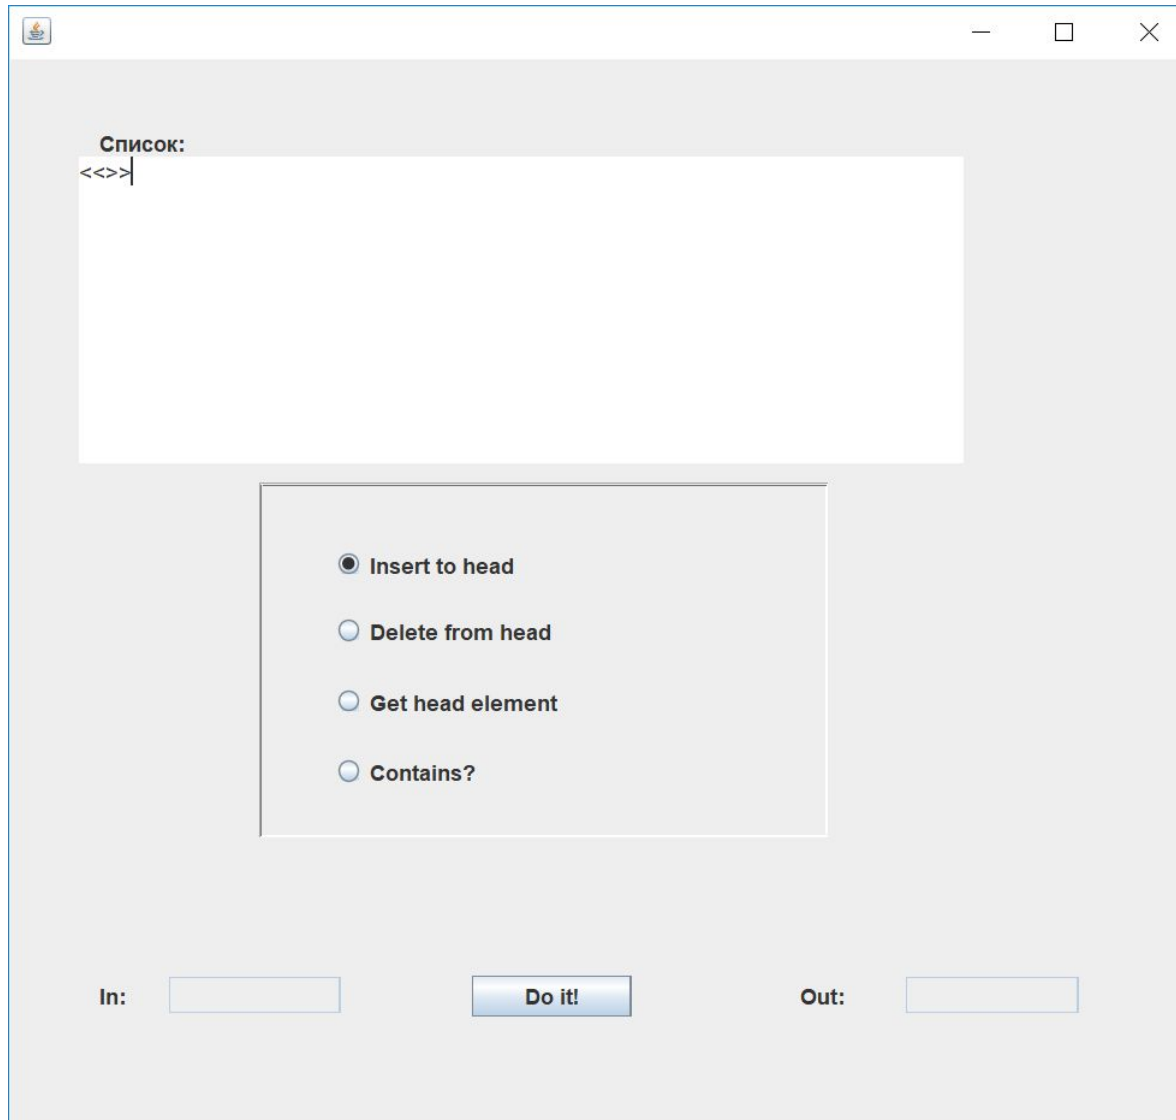 Список:
<<>>
Insert to head
Delete from head
Get head element
Contains?
In:
Do it!
Out: